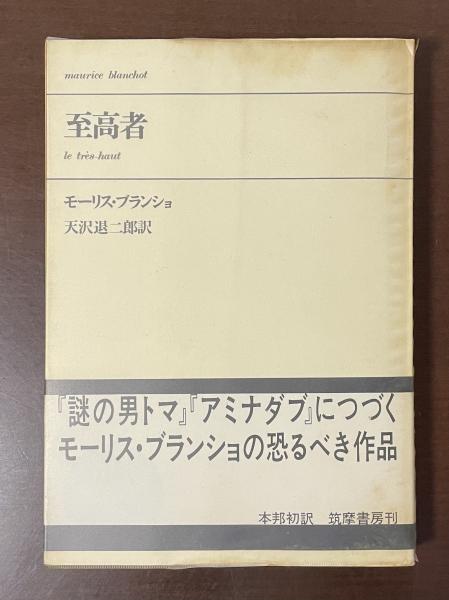 maurice blanchot
至高者
le très-haut
モーリス・ブランショ
天沢退二郎訳
『謎の男トマ』『アミナダブ』につづく
モーリス・ブランショの恐るべき作品
本邦初訳 筑摩書房刊